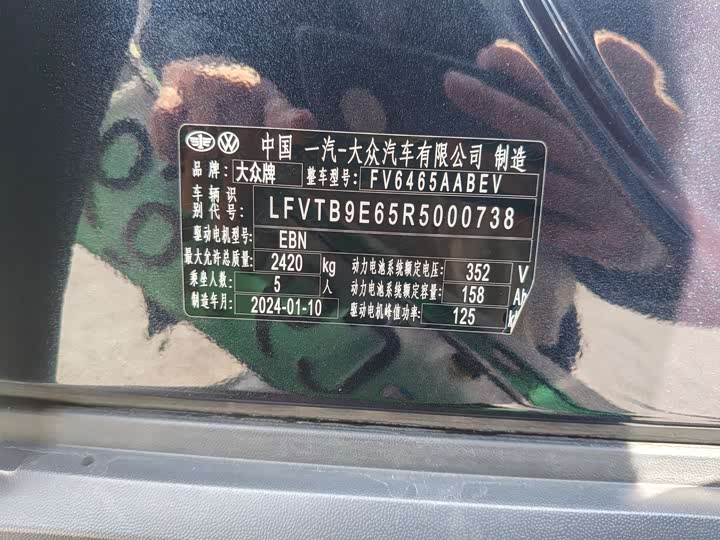 中国 一汽-大众汽车有限公司 制造
品牌: 大众牌 整车型号: FV6465AABEV
车辆识别代号: LFVTB9E65R5000738
驱动电机型号: EBN
最大允许总质量: 2420 kg 动力电池系统额定电压: 352 V
乘坐人数: 5 人 动力电池系统额定容量: 158 Ah
制造年月: 2024-01-10 驱动电机峰值功率: 125